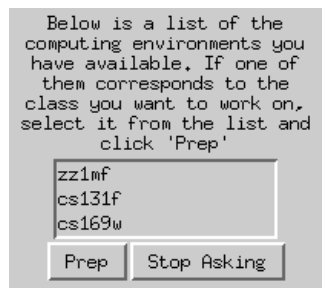 Below is a list of the
computing environments you
have available. If one of
them corresponds to the
class you want to work on,
select it from the list and
click 'Prep'
zz1mf
cs131f
cs169w
Prep
Stop Asking